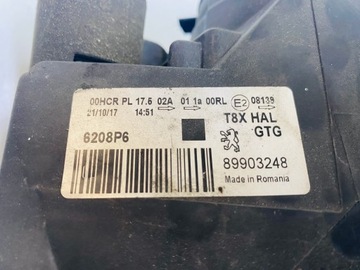 00HCR PL 17.5 02A 01 1a 00RL E2 08138
21/10/17 14:51 T8X HAL
6208P6 GTG
89903248
Made in Romania